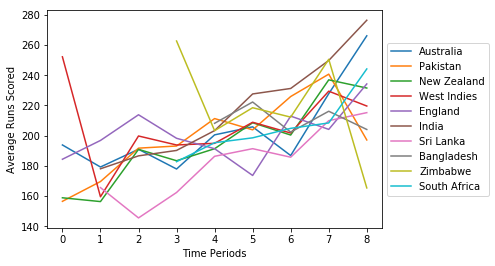 280
260
240
220
200
180
160
140
Average Runs Scored
0 1 2 3 4 5 6 7 8
Time Periods
Australia
Pakistan
New Zealand
West Indies
England
India
Sri Lanka
Bangladesh
Zimbabwe
South Africa